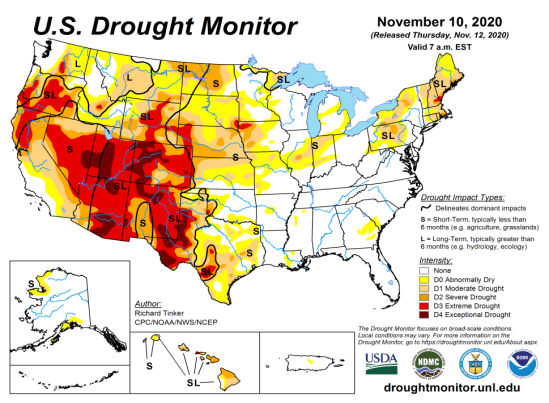 U.S. Drought Monitor
November 10, 2020
(Released Thursday, Nov. 12, 2020)
Valid 7 a.m. EST
L
L
SL
SL
SL
SL
L
SL
S
S
SL
SL
SL
S
SL
S
S
SL
S
S
S
SL
Drought Impact Types:
Delineates dominant impacts
S = Short-Term, typically less than
6 months (e.g. agriculture, grasslands)
L = Long-Term, typically greater than
6 months (e.g. hydrology, ecology)
Intensity:
None
D0 Abnormally Dry
D1 Moderate Drought
D2 Severe Drought
D3 Extreme Drought
D4 Exceptional Drought
Author:
Richard Tinker
CPC/NOAA/NWS/NCEP
The Drought Monitor focuses on broad-scale conditions.
Local conditions may vary. For more information on the
Drought Monitor, go to https://droughtmonitor.unl.edu/About.aspx
USDA
NDMC
NOAA
droughtmonitor.unl.edu